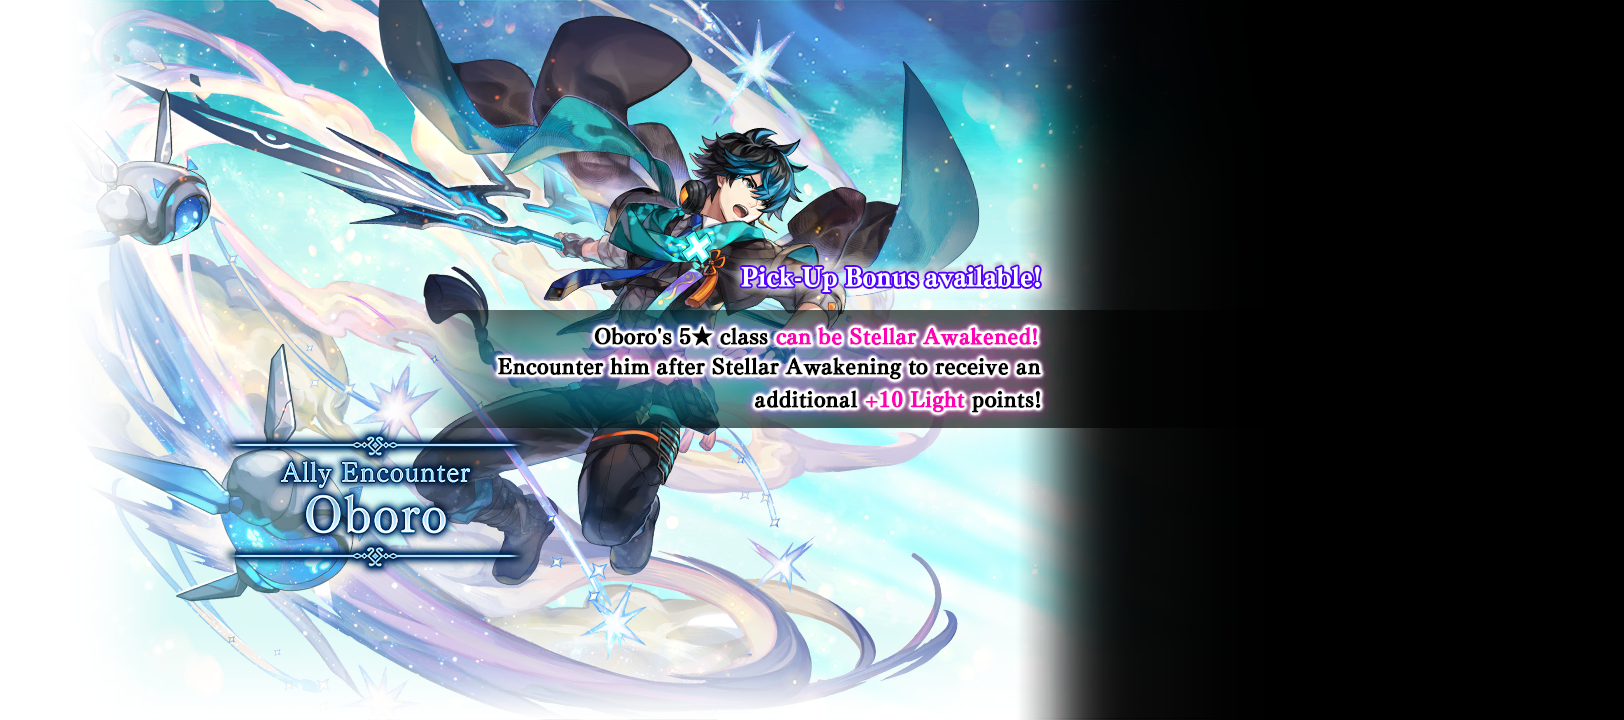 Pick-Up Bonus available!
Oboro's 5★ class can be Stellar Awakened!
Encounter him after Stellar Awakening to receive an
additional +10 Light points!
Ally Encounter
Oboro